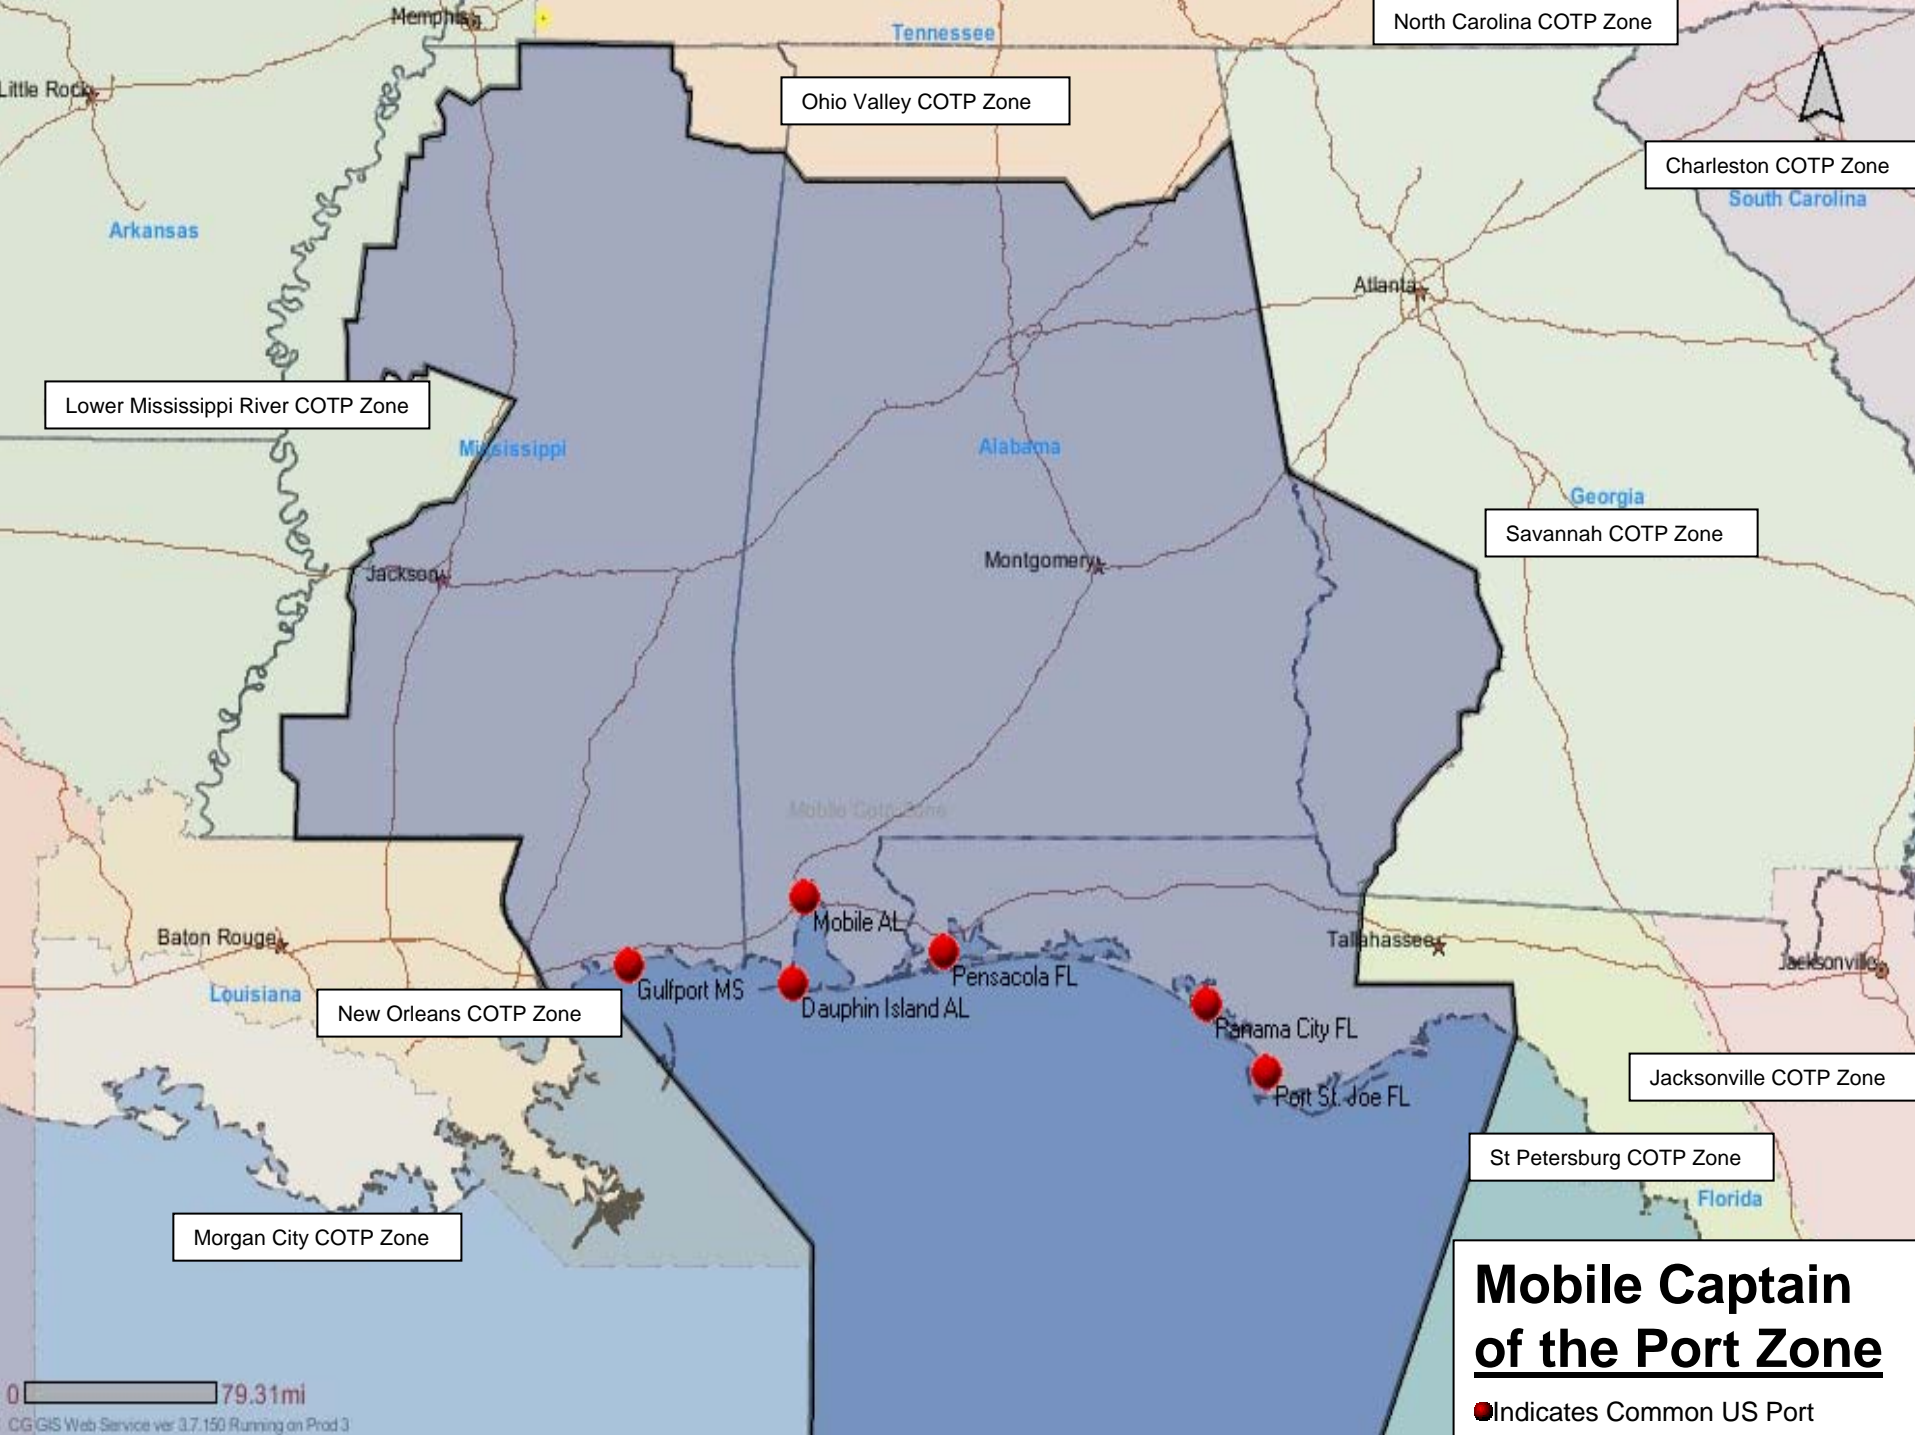 Memphis
Tennessee
North Carolina COTP Zone
Little Rock
Ohio Valley COTP Zone
Charleston COTP Zone
South Carolina
Arkansas
Atlanta
Lower Mississippi River COTP Zone
Mississippi
Alabama
Georgia
Savannah COTP Zone
Montgomery
Jackson
Mobile Cotp Zone
Mobile AL
Baton Rouge
Tallahassee
Jacksonville
Pensacola FL
Gulfport MS
Louisiana
Dauphin Island AL
New Orleans COTP Zone
Panama City FL
Jacksonville COTP Zone
Port St. Joe FL
St Petersburg COTP Zone
Florida
Morgan City COTP Zone
Mobile Captain
of the Port Zone
Indicates Common US Port
0 79.31mi
CG GIS Web Service ver 3.7.150 Running on Prod 3